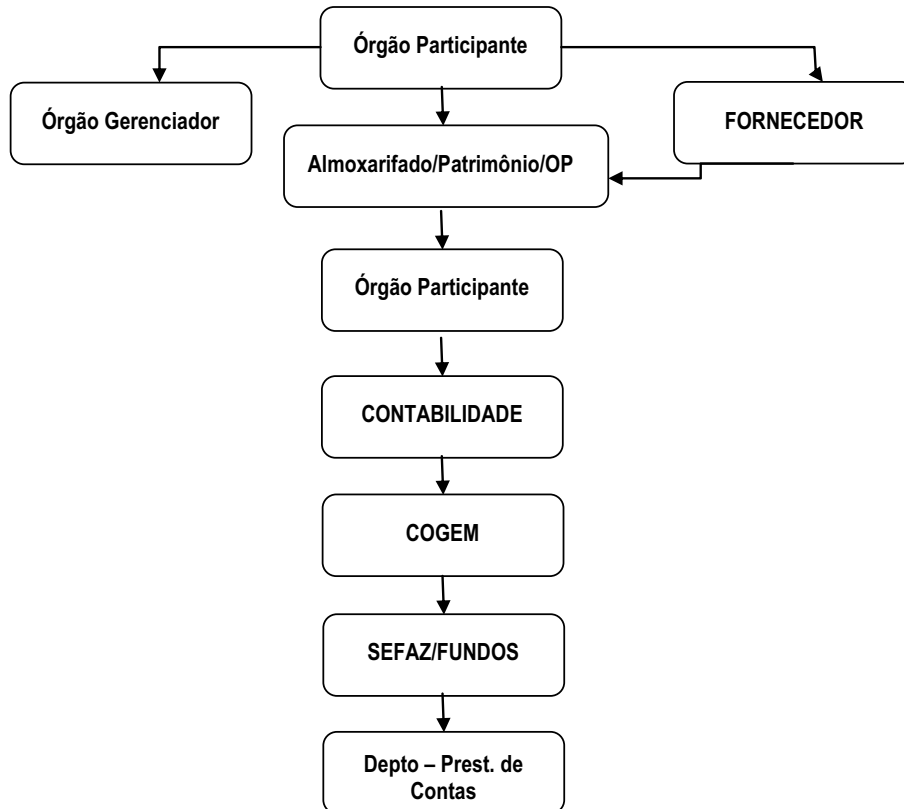 Órgão Participante
Órgão Gerenciador
FORNECEDOR
Almoxarifado/Patrimônio/OP
Órgão Participante
CONTABILIDADE
COGEM
SEFAZ/FUNDOS
Depto – Prest. de
Contas